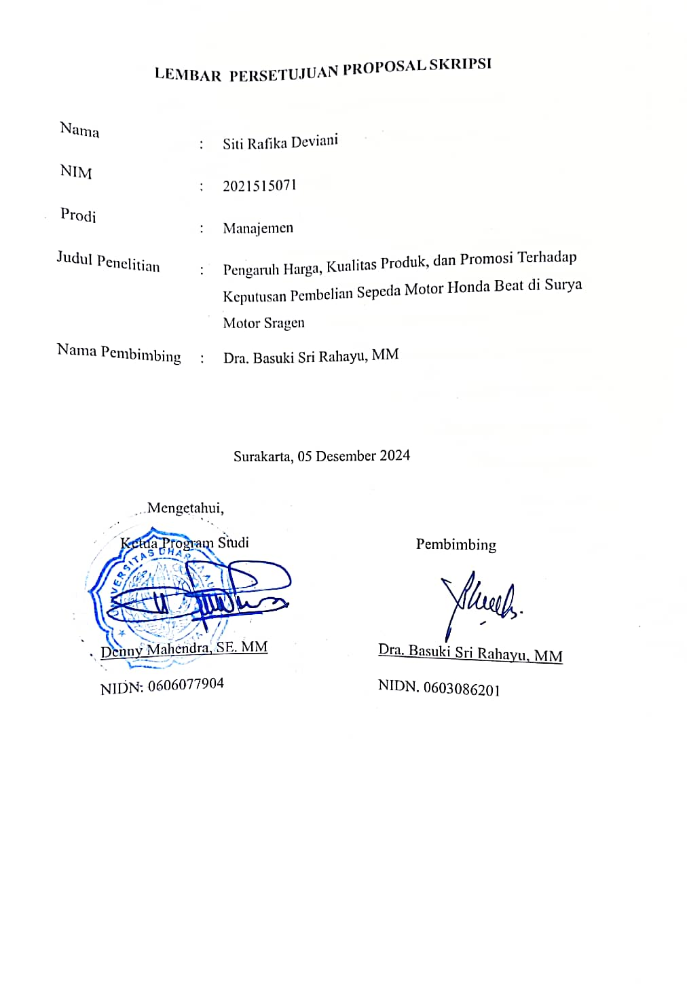 LEMBAR PERSETUJUAN PROPOSAL SKRIPSI
Nama : Siti Rafika Deviani
NIM : 2021515071
Prodi : Manajemen
Judul Penelitian : Pengaruh Harga, Kualitas Produk, dan Promosi Terhadap
Keputusan Pembelian Sepeda Motor Honda Beat di Surya
Motor Sragen
Nama Pembimbing : Dra. Basuki Sri Rahayu, MM
Surakarta, 05 Desember 2024
Mengetahui,
Ketua Program Studi
Pembimbing
UNIVERSITAS DHARMA
Denny Mahendra, SE. MM
Dra. Basuki Sri Rahayu, MM
NIDN: 0606077904
NIDN. 0603086201